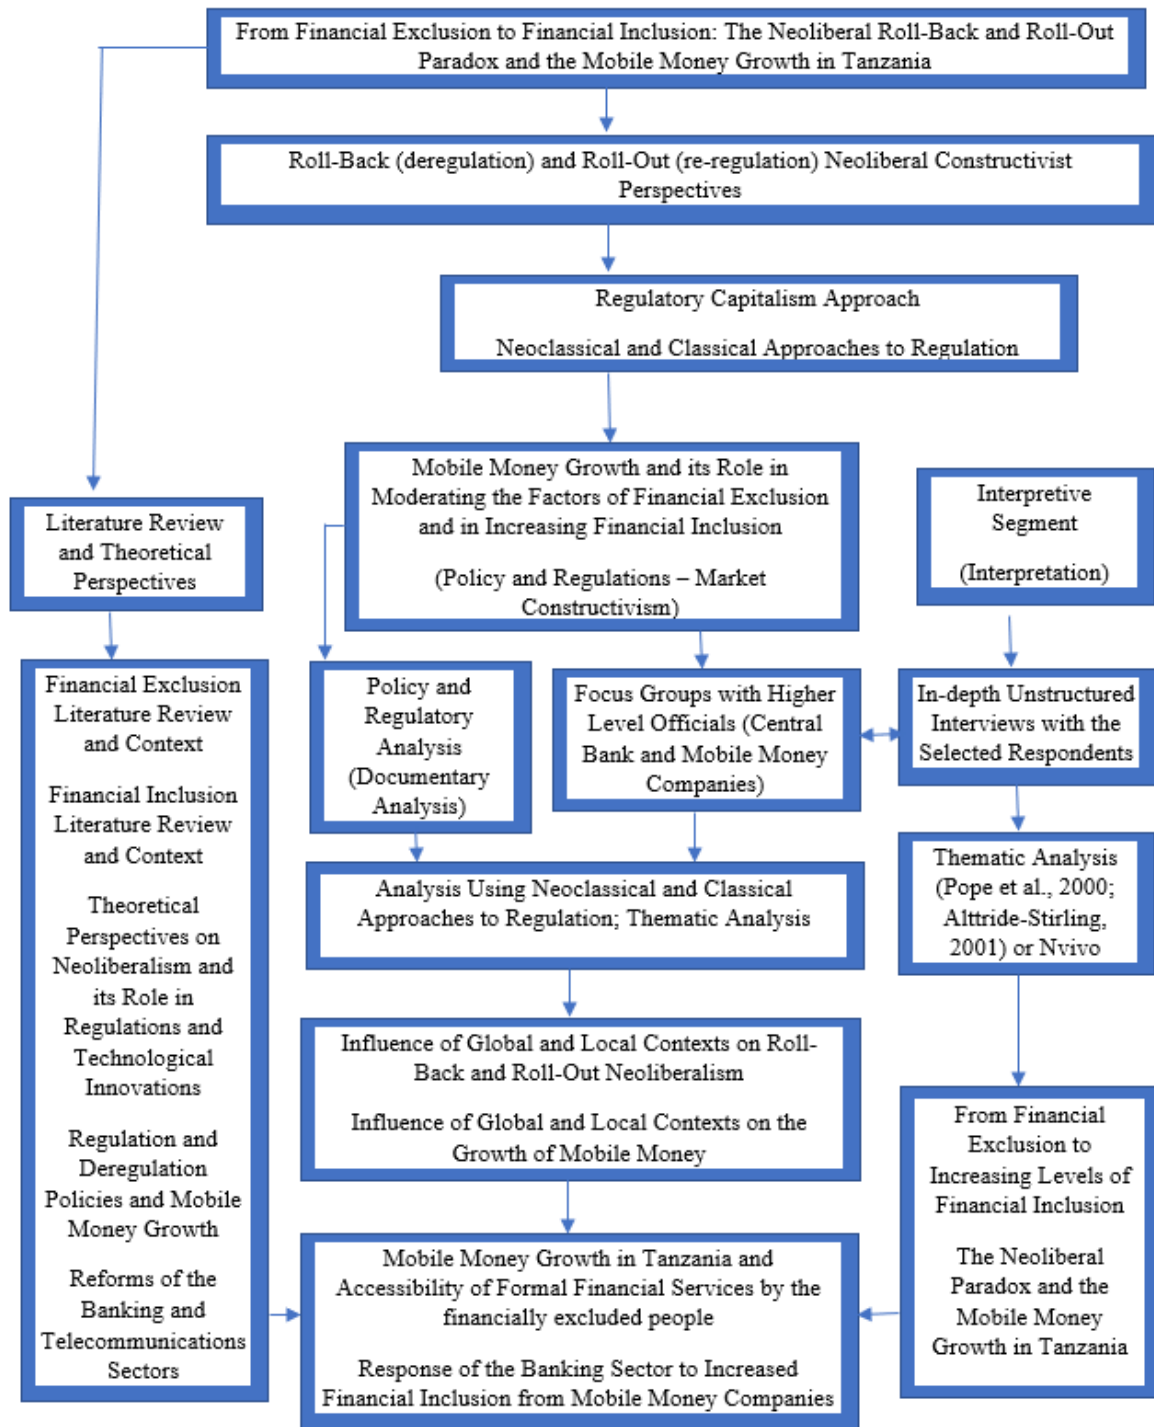 From Financial Exclusion to Financial Inclusion: The Neoliberal Roll-Back and Roll-Out
Paradox and the Mobile Money Growth in Tanzania
Roll-Back (deregulation) and Roll-Out (re-regulation) Neoliberal Constructivist
Perspectives
Regulatory Capitalism Approach
Neoclassical and Classical Approaches to Regulation
Mobile Money Growth and its Role in
Moderating the Factors of Financial Exclusion
and in Increasing Financial Inclusion
(Policy and Regulations – Market
Constructivism)
Interpretive
Segment
(Interpretation)
Literature Review
and Theoretical
Perspectives
Financial Exclusion
Literature Review
and Context
Financial Inclusion
Literature Review
and Context
Theoretical
Perspectives on
Neoliberalism and
its Role in
Regulations and
Technological
Innovations
Regulation and
Deregulation
Policies and Mobile
Money Growth
Reforms of the
Banking and
Telecommunications
Sectors
Policy and
Regulatory
Analysis
(Documentary
Analysis)
Focus Groups with Higher
Level Officials (Central
Bank and Mobile Money
Companies)
In-depth Unstructured
Interviews with the
Selected Respondents
Analysis Using Neoclassical and Classical
Approaches to Regulation; Thematic Analysis
Thematic Analysis
(Pope et al., 2000;
Alttride-Stirling,
2001) or Nvivo
Influence of Global and Local Contexts on Roll-
Back and Roll-Out Neoliberalism
Influence of Global and Local Contexts on the
Growth of Mobile Money
From Financial
Exclusion to
Increasing Levels of
Financial Inclusion
The Neoliberal
Paradox and the
Mobile Money
Growth in Tanzania
Mobile Money Growth in Tanzania and
Accessibility of Formal Financial Services by the
financially excluded people
Response of the Banking Sector to Increased
Financial Inclusion from Mobile Money Companies